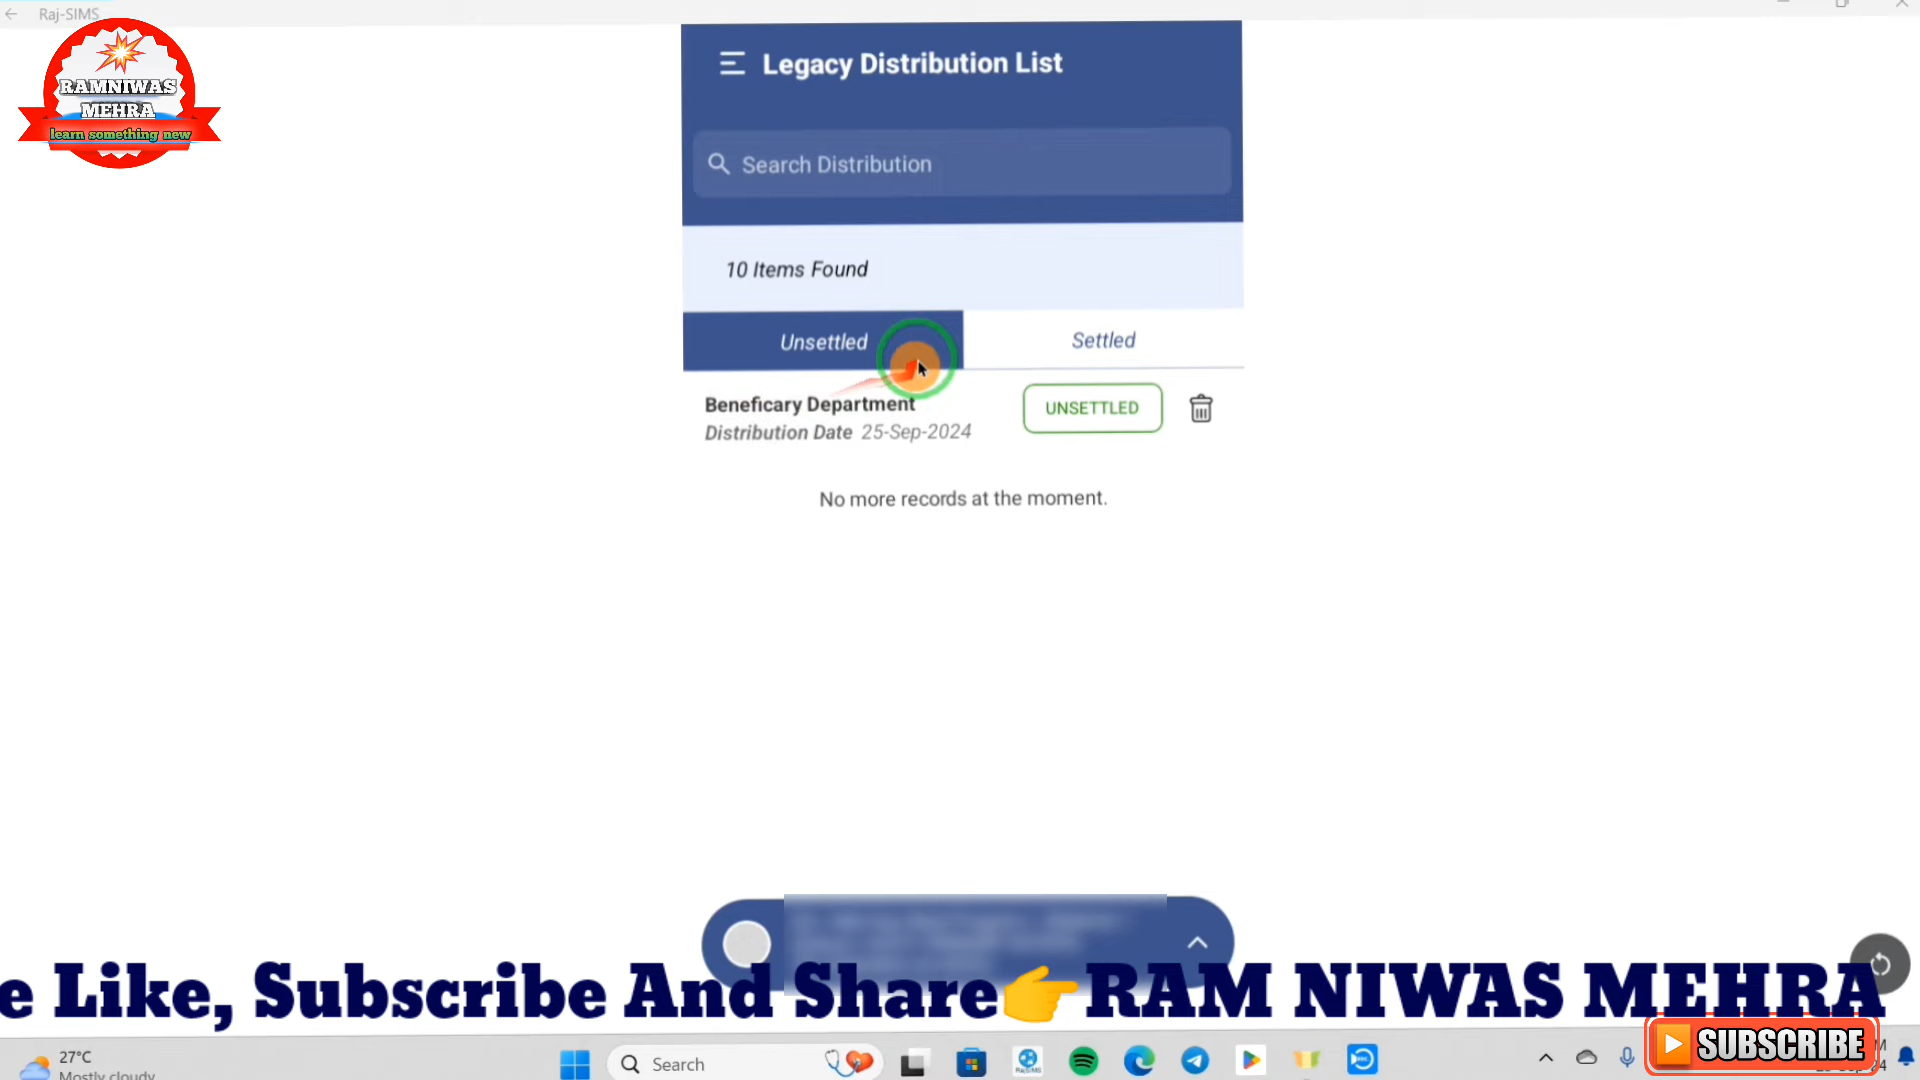 Raj-SIMS
RAMNIWAS
MEHRA
learn something new
Legacy Distribution List
Search Distribution
10 Items Found
Unsettled
Settled
Beneficary Department
UNSETTLED
Distribution Date 25-Sep-2024
No more records at the moment.
e Like, Subscribe And Share👉RAM NIWAS MEHRA
SUBSCRIBE
27°C
Mostly cloudy
Search